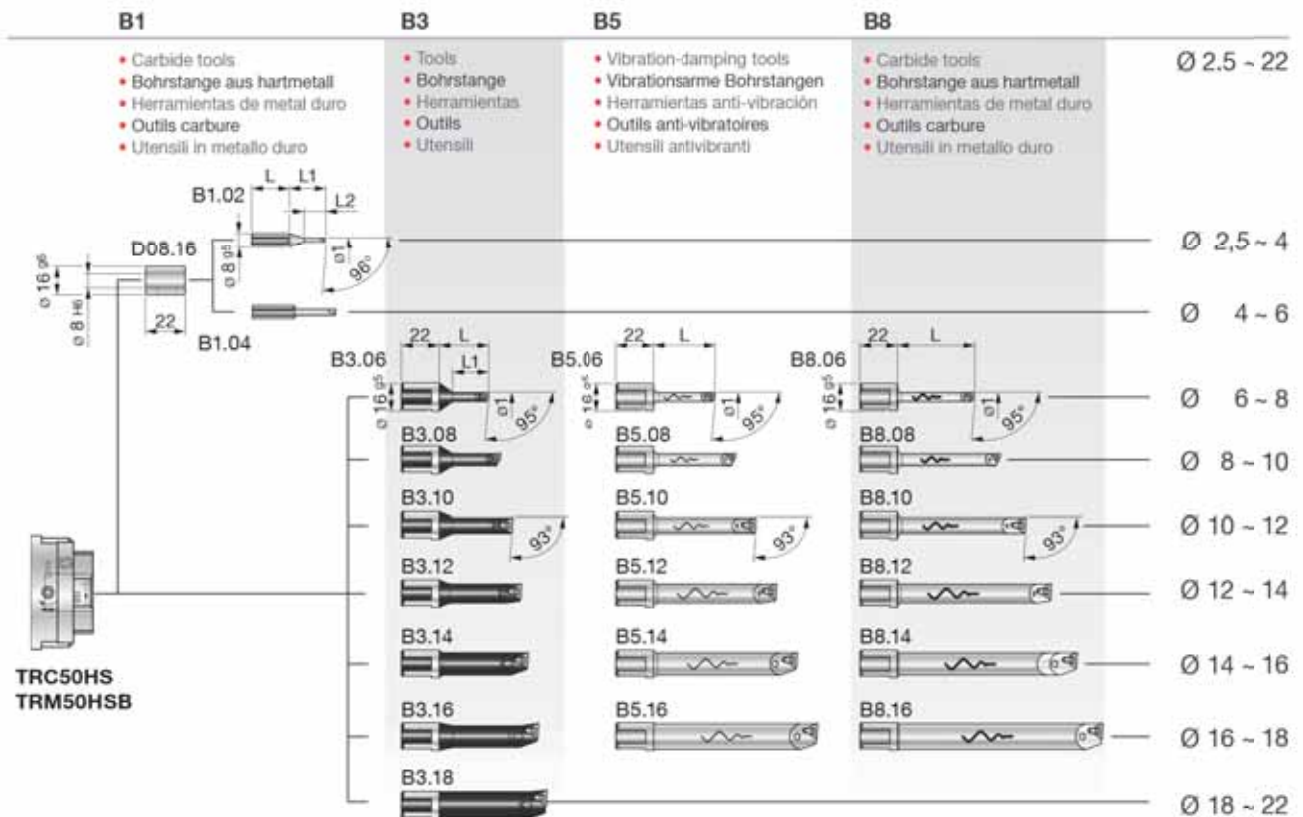 B1 B3 B5 B8
• Carbide tools
• Bohrstange aus hartmetall
• Herramientas de metal duro
• Outils carbure
• Utensili in metallo duro
• Tools
• Bohrstange
• Herramientas
• Outils
• Utensili
• Vibration-damping tools
• Vibrationsarme Bohrstangen
• Herramientas anti-vibración
• Outils anti-vibratoires
• Utensili antivibranti
• Carbide tools
• Bohrstange aus hartmetall
• Herramientas de metal duro
• Outils carbure
• Utensili in metallo duro
Ø 2.5 ~ 22
B1.02
L L1
L2
ø 8 g5
ø1
96°
Ø 2,5 ~ 4
D08.16
ø 16 g6
ø 8 H6
22
B1.04
Ø 4 ~ 6
B3.06
22 L
L1
ø 16 g5
ø1
95°
B5.06
22 L
ø1
95°
B8.06
22 L
ø 16 g5
ø1
95°
Ø 6 ~ 8
B3.08 B5.08 B8.08
Ø 8 ~ 10
B3.10 B5.10 B8.10
93° 93° 93°
Ø 10 ~ 12
B3.12 B5.12 B8.12
Ø 12 ~ 14
B3.14 B5.14 B8.14
Ø 14 ~ 16
TRC50HS
TRM50HSB
B3.16 B5.16 B8.16
Ø 16 ~ 18
B3.18
Ø 18 ~ 22